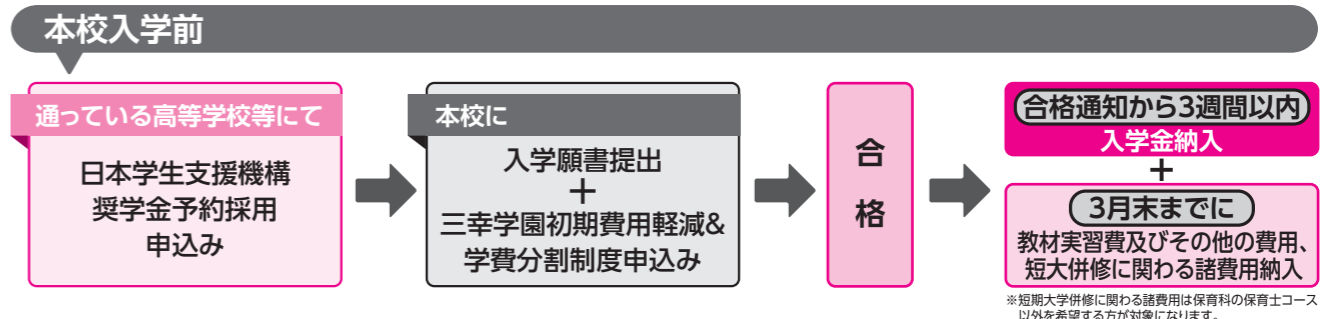 本校入学前
通っている高等学校等にて
日本学生支援機構
奨学金予約採用
申込み
本校に
入学願書提出
+
三幸学園初期費用軽減&
学費分割制度申込み
合
格
合格通知から3週間以内
入学金納入
+
3月末までに
教材実習費及びその他の費用、
短大併修に関わる諸費用納入
※短期大学併修に関わる諸費用は保育科の保育士コース
以外を希望する方が対象になります。